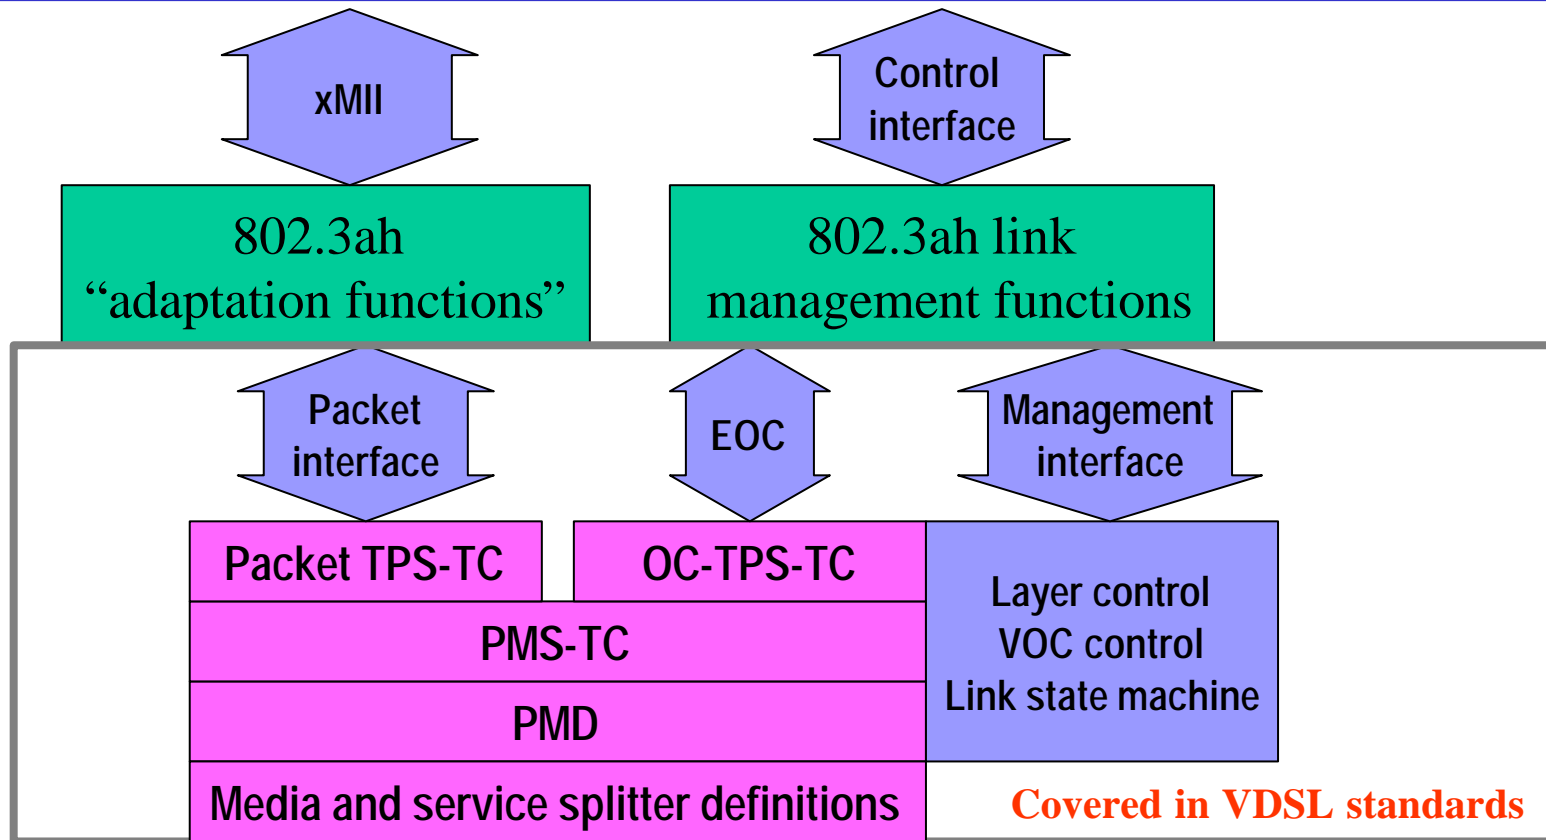 xMII
Control
interface
802.3ah
“adaptation functions”
802.3ah link
management functions
Packet
interface
EOC
Management
interface
Packet TPS-TC
OC-TPS-TC
Layer control
VOC control
Link state machine
PMS-TC
PMD
Media and service splitter definitions
Covered in VDSL standards